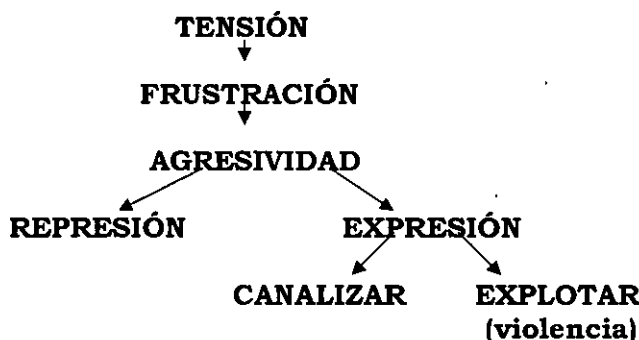 TENSIÓN
FRUSTRACIÓN
AGRESIVIDAD
REPRESIÓN EXPRESIÓN
CANALIZAR EXPLOTAR
(violencia)